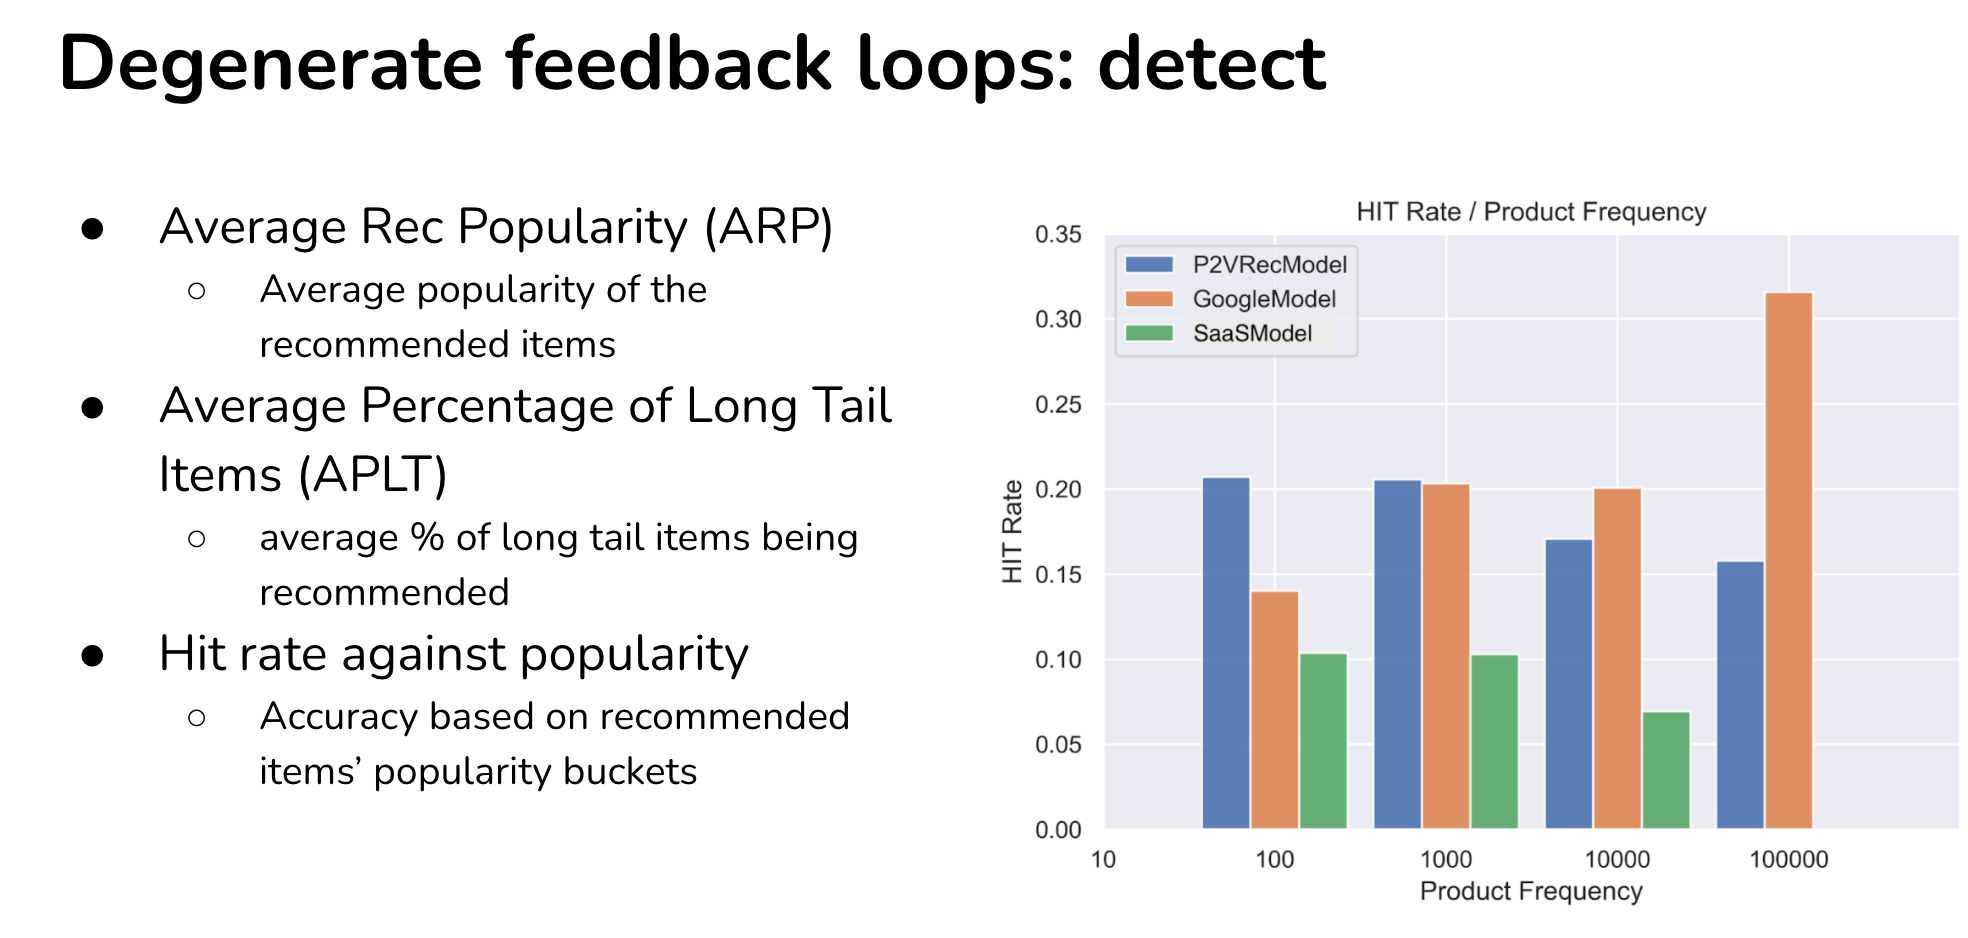 Degenerate feedback loops: detect
● Average Rec Popularity (ARP)
○ Average popularity of the
recommended items
● Average Percentage of Long Tail
Items (APLT)
○ average % of long tail items being
recommended
● Hit rate against popularity
○ Accuracy based on recommended
items’ popularity buckets
HIT Rate / Product Frequency
P2VRecModel
GoogleModel
SaaSModel
HIT Rate
0.35
0.30
0.25
0.20
0.15
0.10
0.05
0.00
10 100 1000 10000 100000
Product Frequency